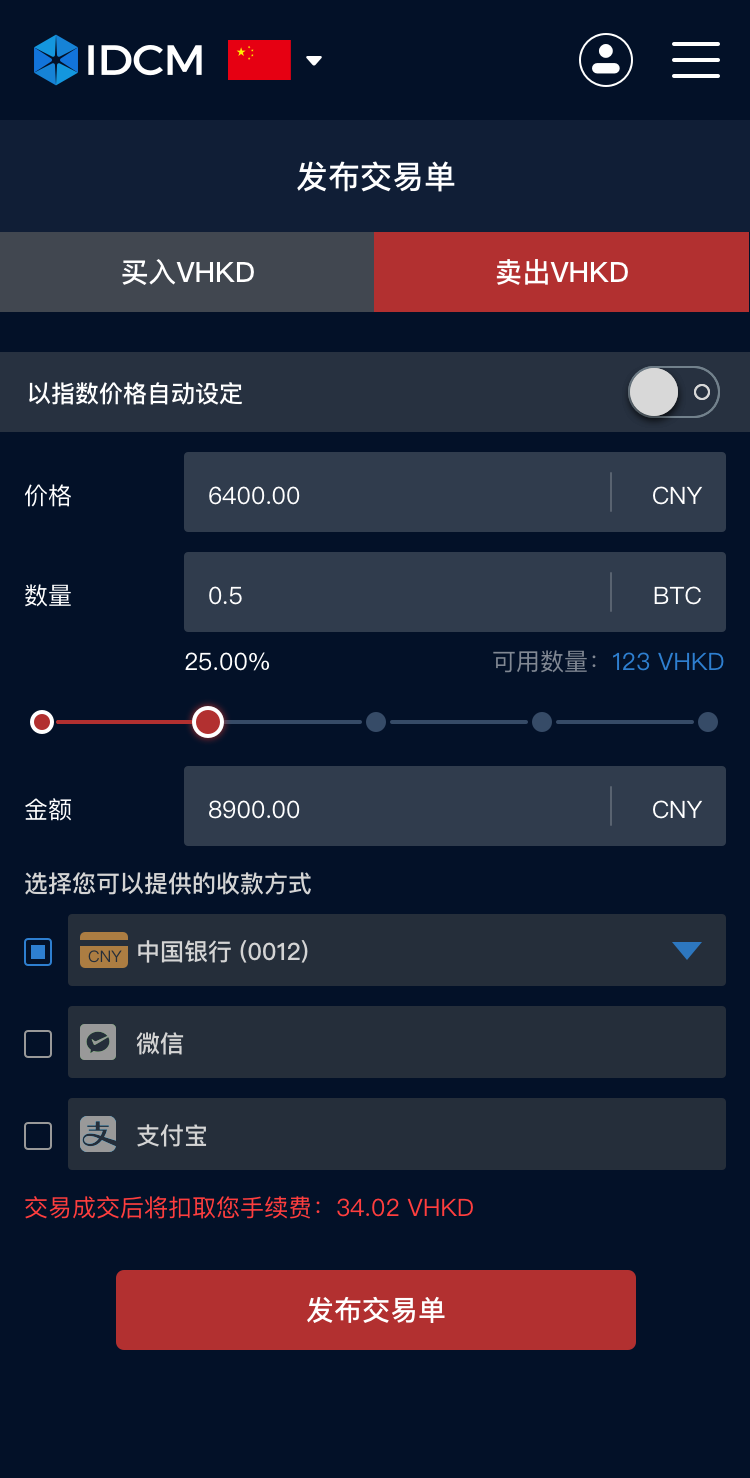 IDCM
发布交易单
买入VHKD 卖出VHKD
以指数价格自动设定
价格 6400.00 CNY
数量 0.5 BTC
25.00% 可用数量：123 VHKD
金额 8900.00 CNY
选择您可以提供的收款方式
CNY 中国银行 (0012)
微信
支 支付宝
交易成交后将扣取您手续费：34.02 VHKD
发布交易单